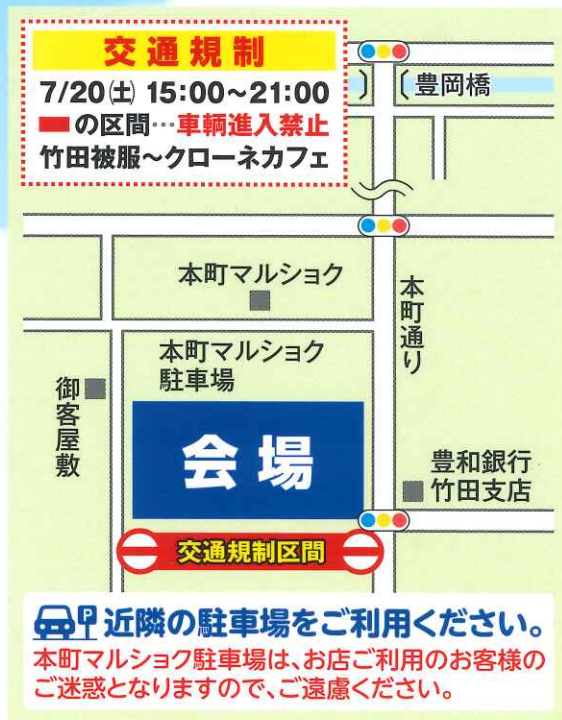 交通規制
7/20(土) 15:00～21:00
の区間…車輌進入禁止
竹田被服～クローネカフェ
豊岡橋
本町マルショク
本町通り
本町マルショク
駐車場
御客屋敷
会場
豊和銀行
竹田支店
交通規制区間
P
近隣の駐車場をご利用ください。
本町マルショク駐車場は、お店ご利用のお客様の
ご迷惑となりますので、ご遠慮ください。